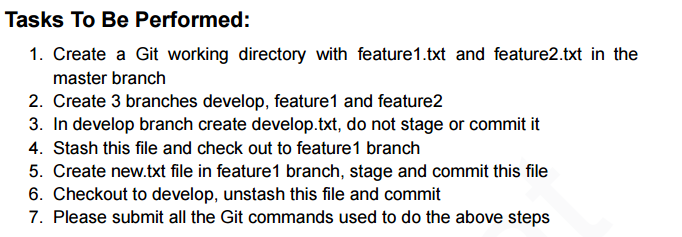 Tasks To Be Performed:
1. Create a Git working directory with feature1.txt and feature2.txt in the
master branch
2. Create 3 branches develop, feature1 and feature2
3. In develop branch create develop.txt, do not stage or commit it
4. Stash this file and check out to feature1 branch
5. Create new.txt file in feature1 branch, stage and commit this file
6. Checkout to develop, unstash this file and commit
7. Please submit all the Git commands used to do the above steps